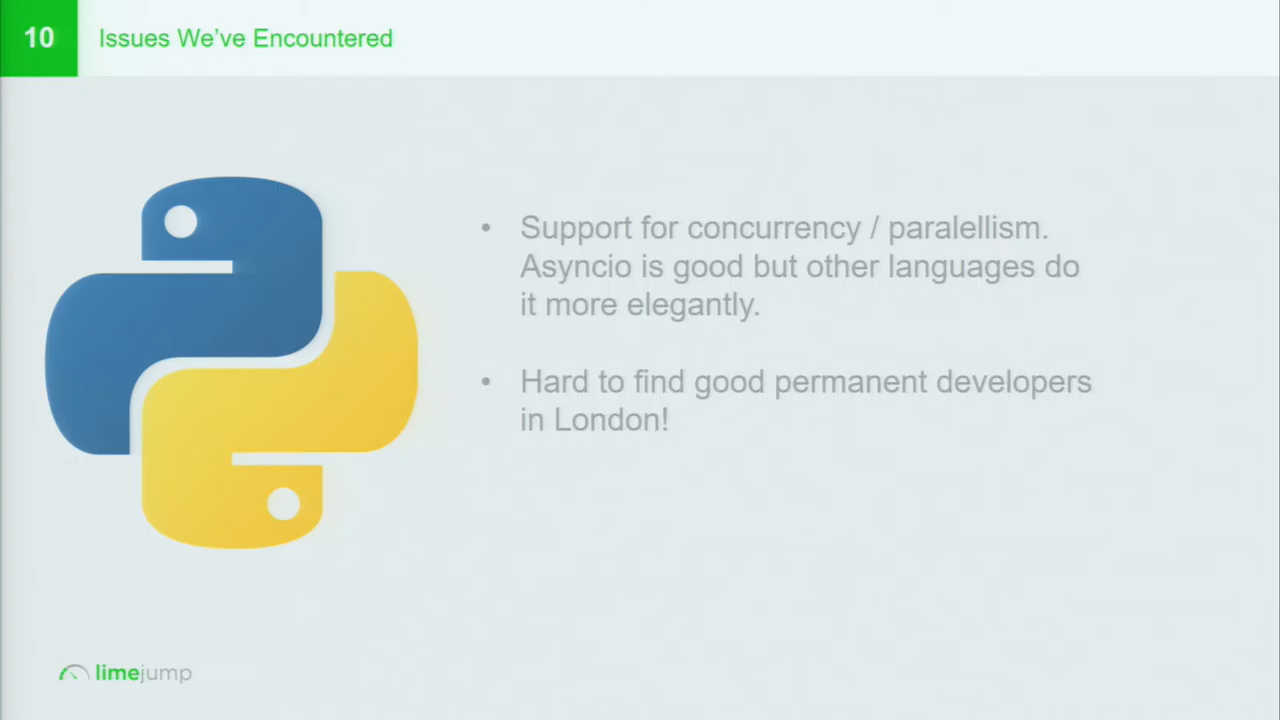 10
Issues We’ve Encountered
• Support for concurrency / paralellism.
Asyncio is good but other languages do
it more elegantly.
• Hard to find good permanent developers
in London!
limejump